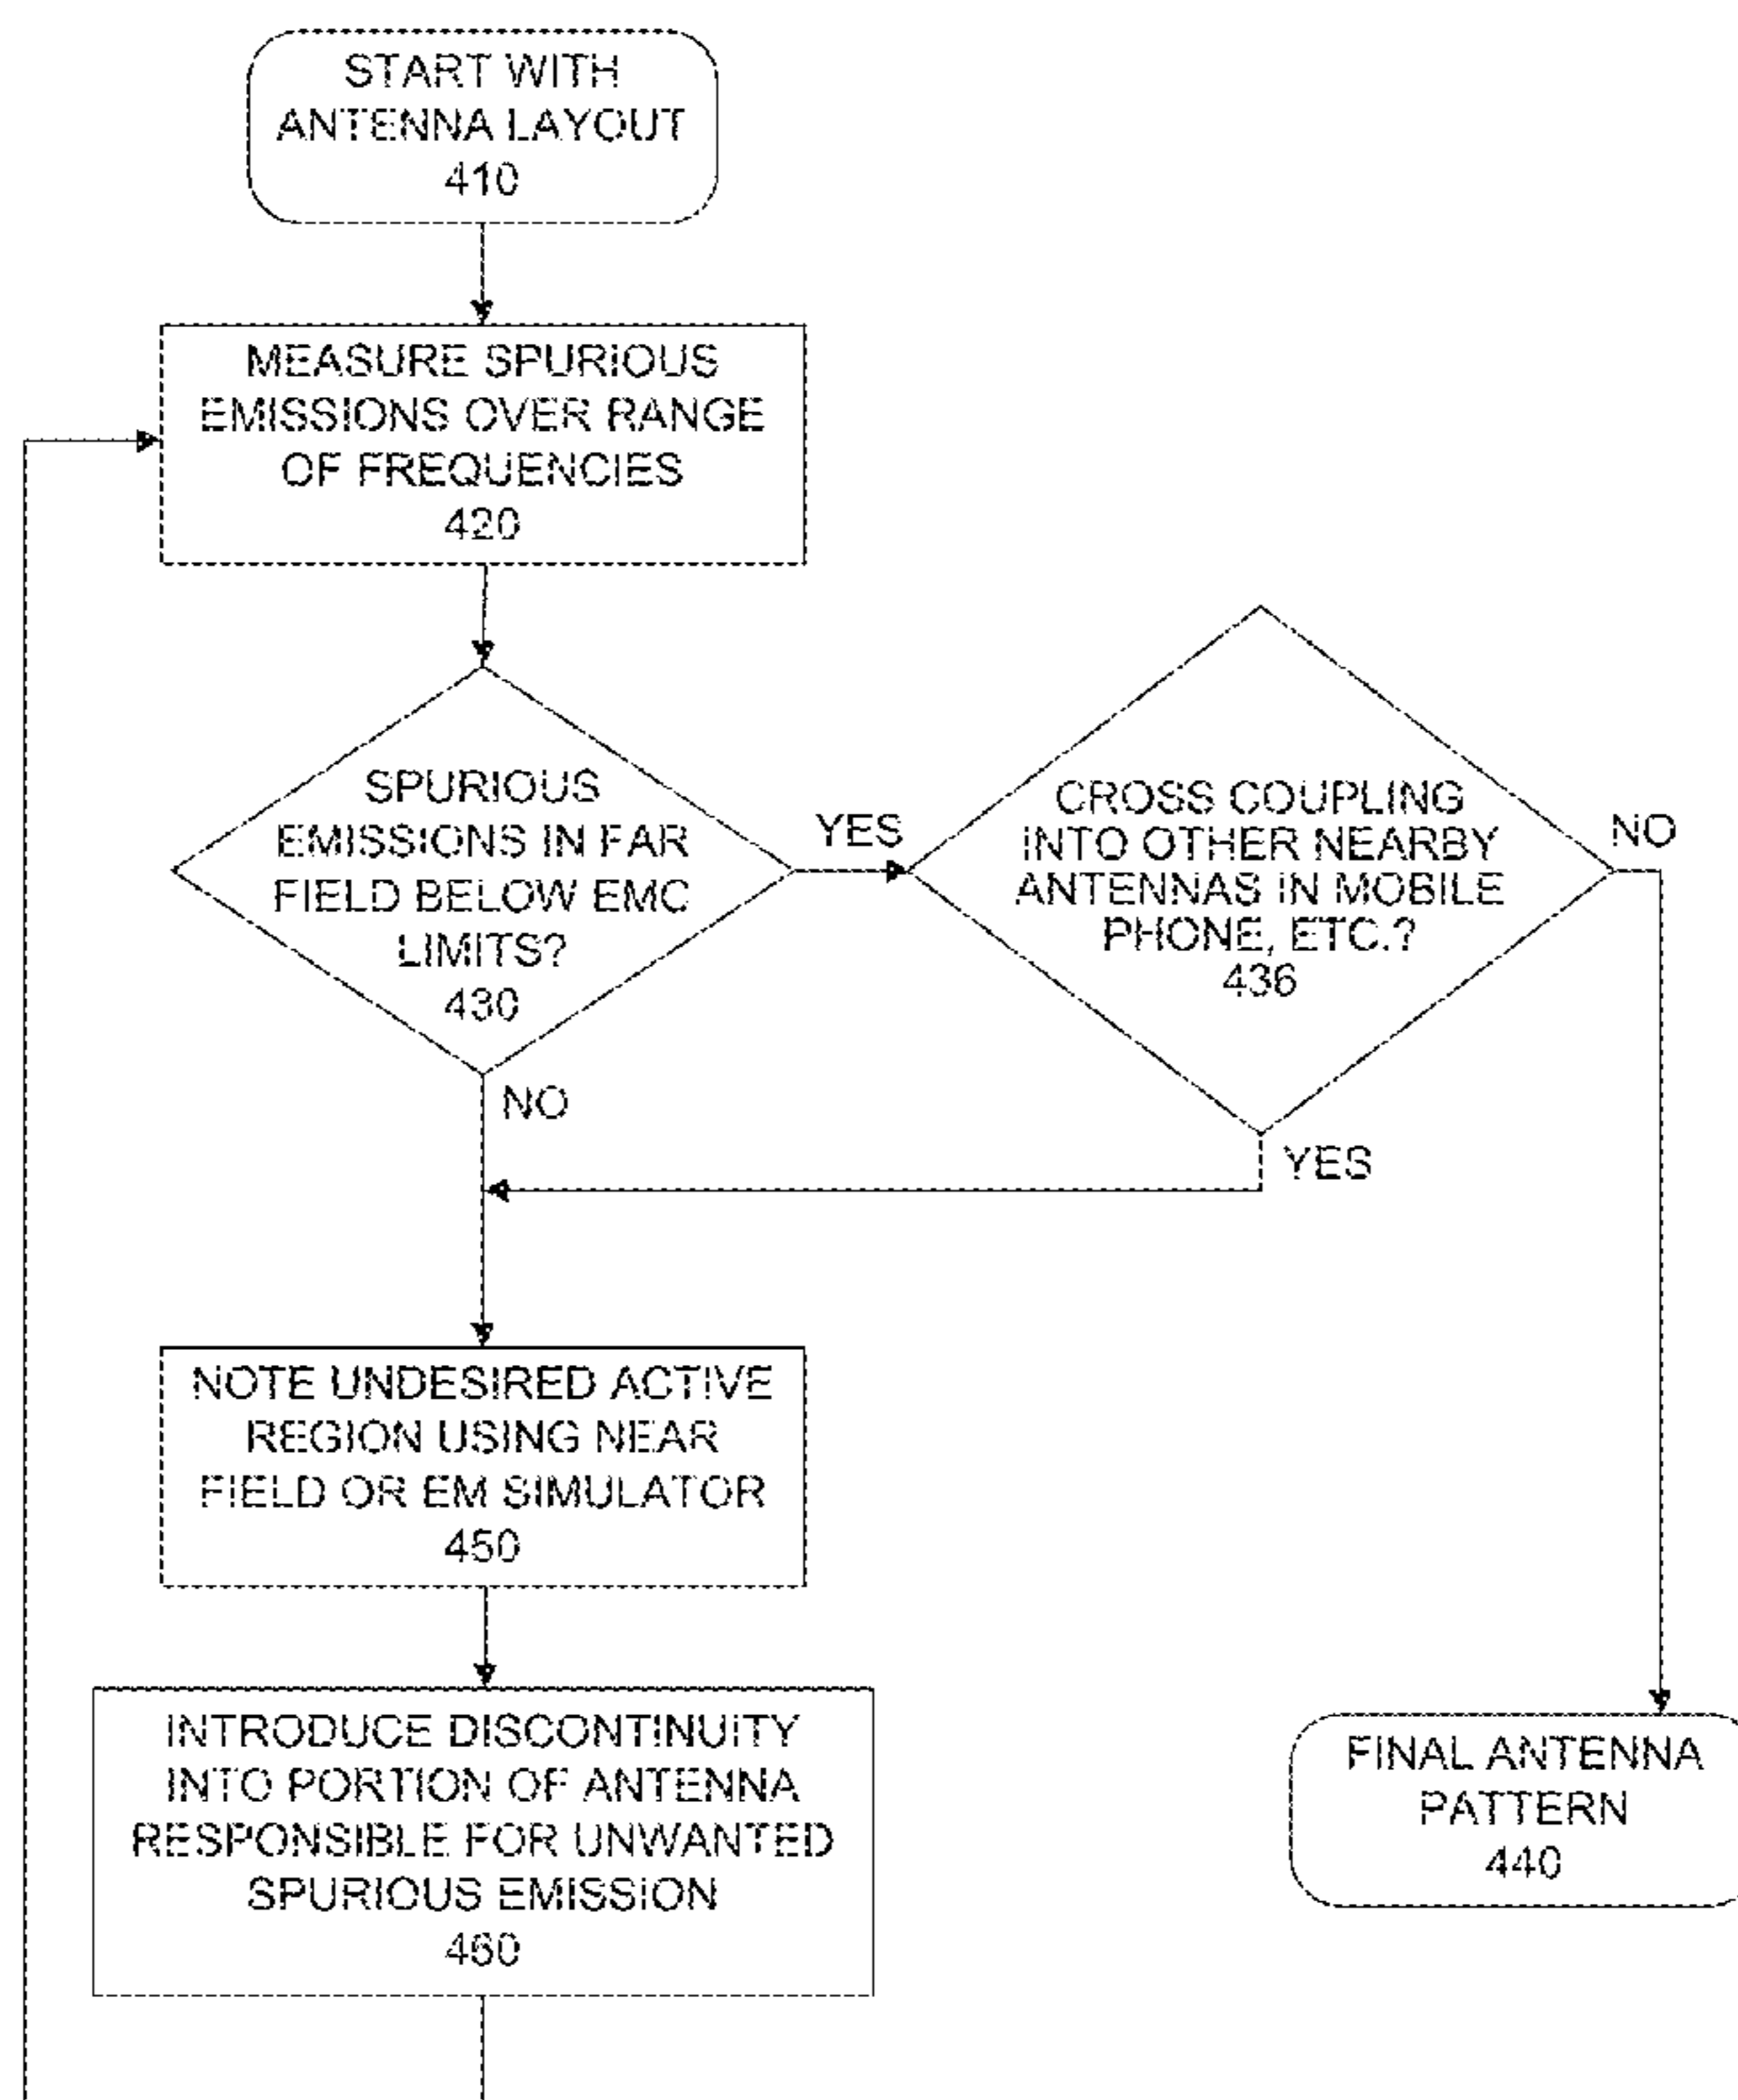 START WITH
ANTENNA LAYOUT
410
MEASURE SPURIOUS
EMISSIONS OVER RANGE
OF FREQUENCIES
420
SPURIOUS
EMISSIONS IN FAR
FIELD BELOW EMC
LIMITS?
430
YES
NO
CROSS COUPLING
INTO OTHER NEARBY
ANTENNAS IN MOBILE
PHONE, ETC.?
436
NO
YES
NOTE UNDESIRED ACTIVE
REGION USING NEAR
FIELD OR EM SIMULATOR
450
INTRODUCE DISCONTINUITY
INTO PORTION OF ANTENNA
RESPONSIBLE FOR UNWANTED
SPURIOUS EMISSION
460
FINAL ANTENNA
PATTERN
440